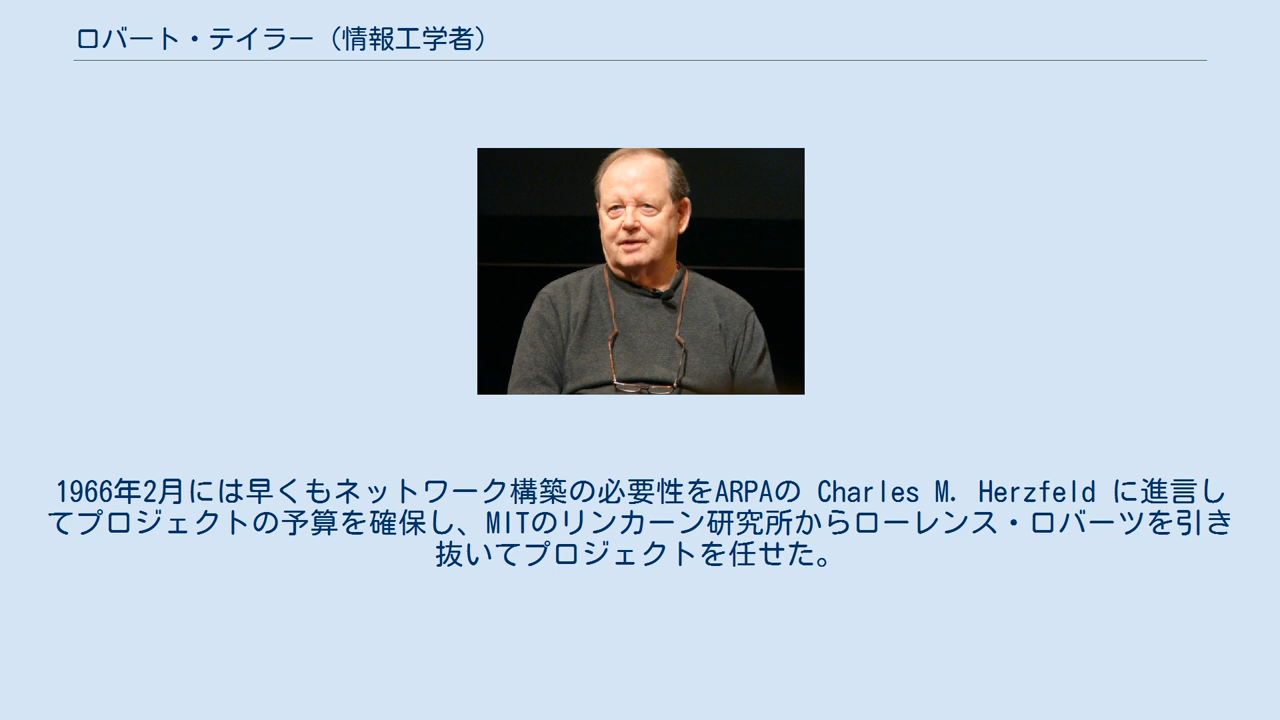 ロバート・テイラー（情報工学者）
1966年2月には早くもネットワーク構築の必要性をARPAの Charles M. Herzfeld に進言し
てプロジェクトの予算を確保し、MITのリンカーン研究所からローレンス・ロバーツを引き
抜いてプロジェクトを任せた。